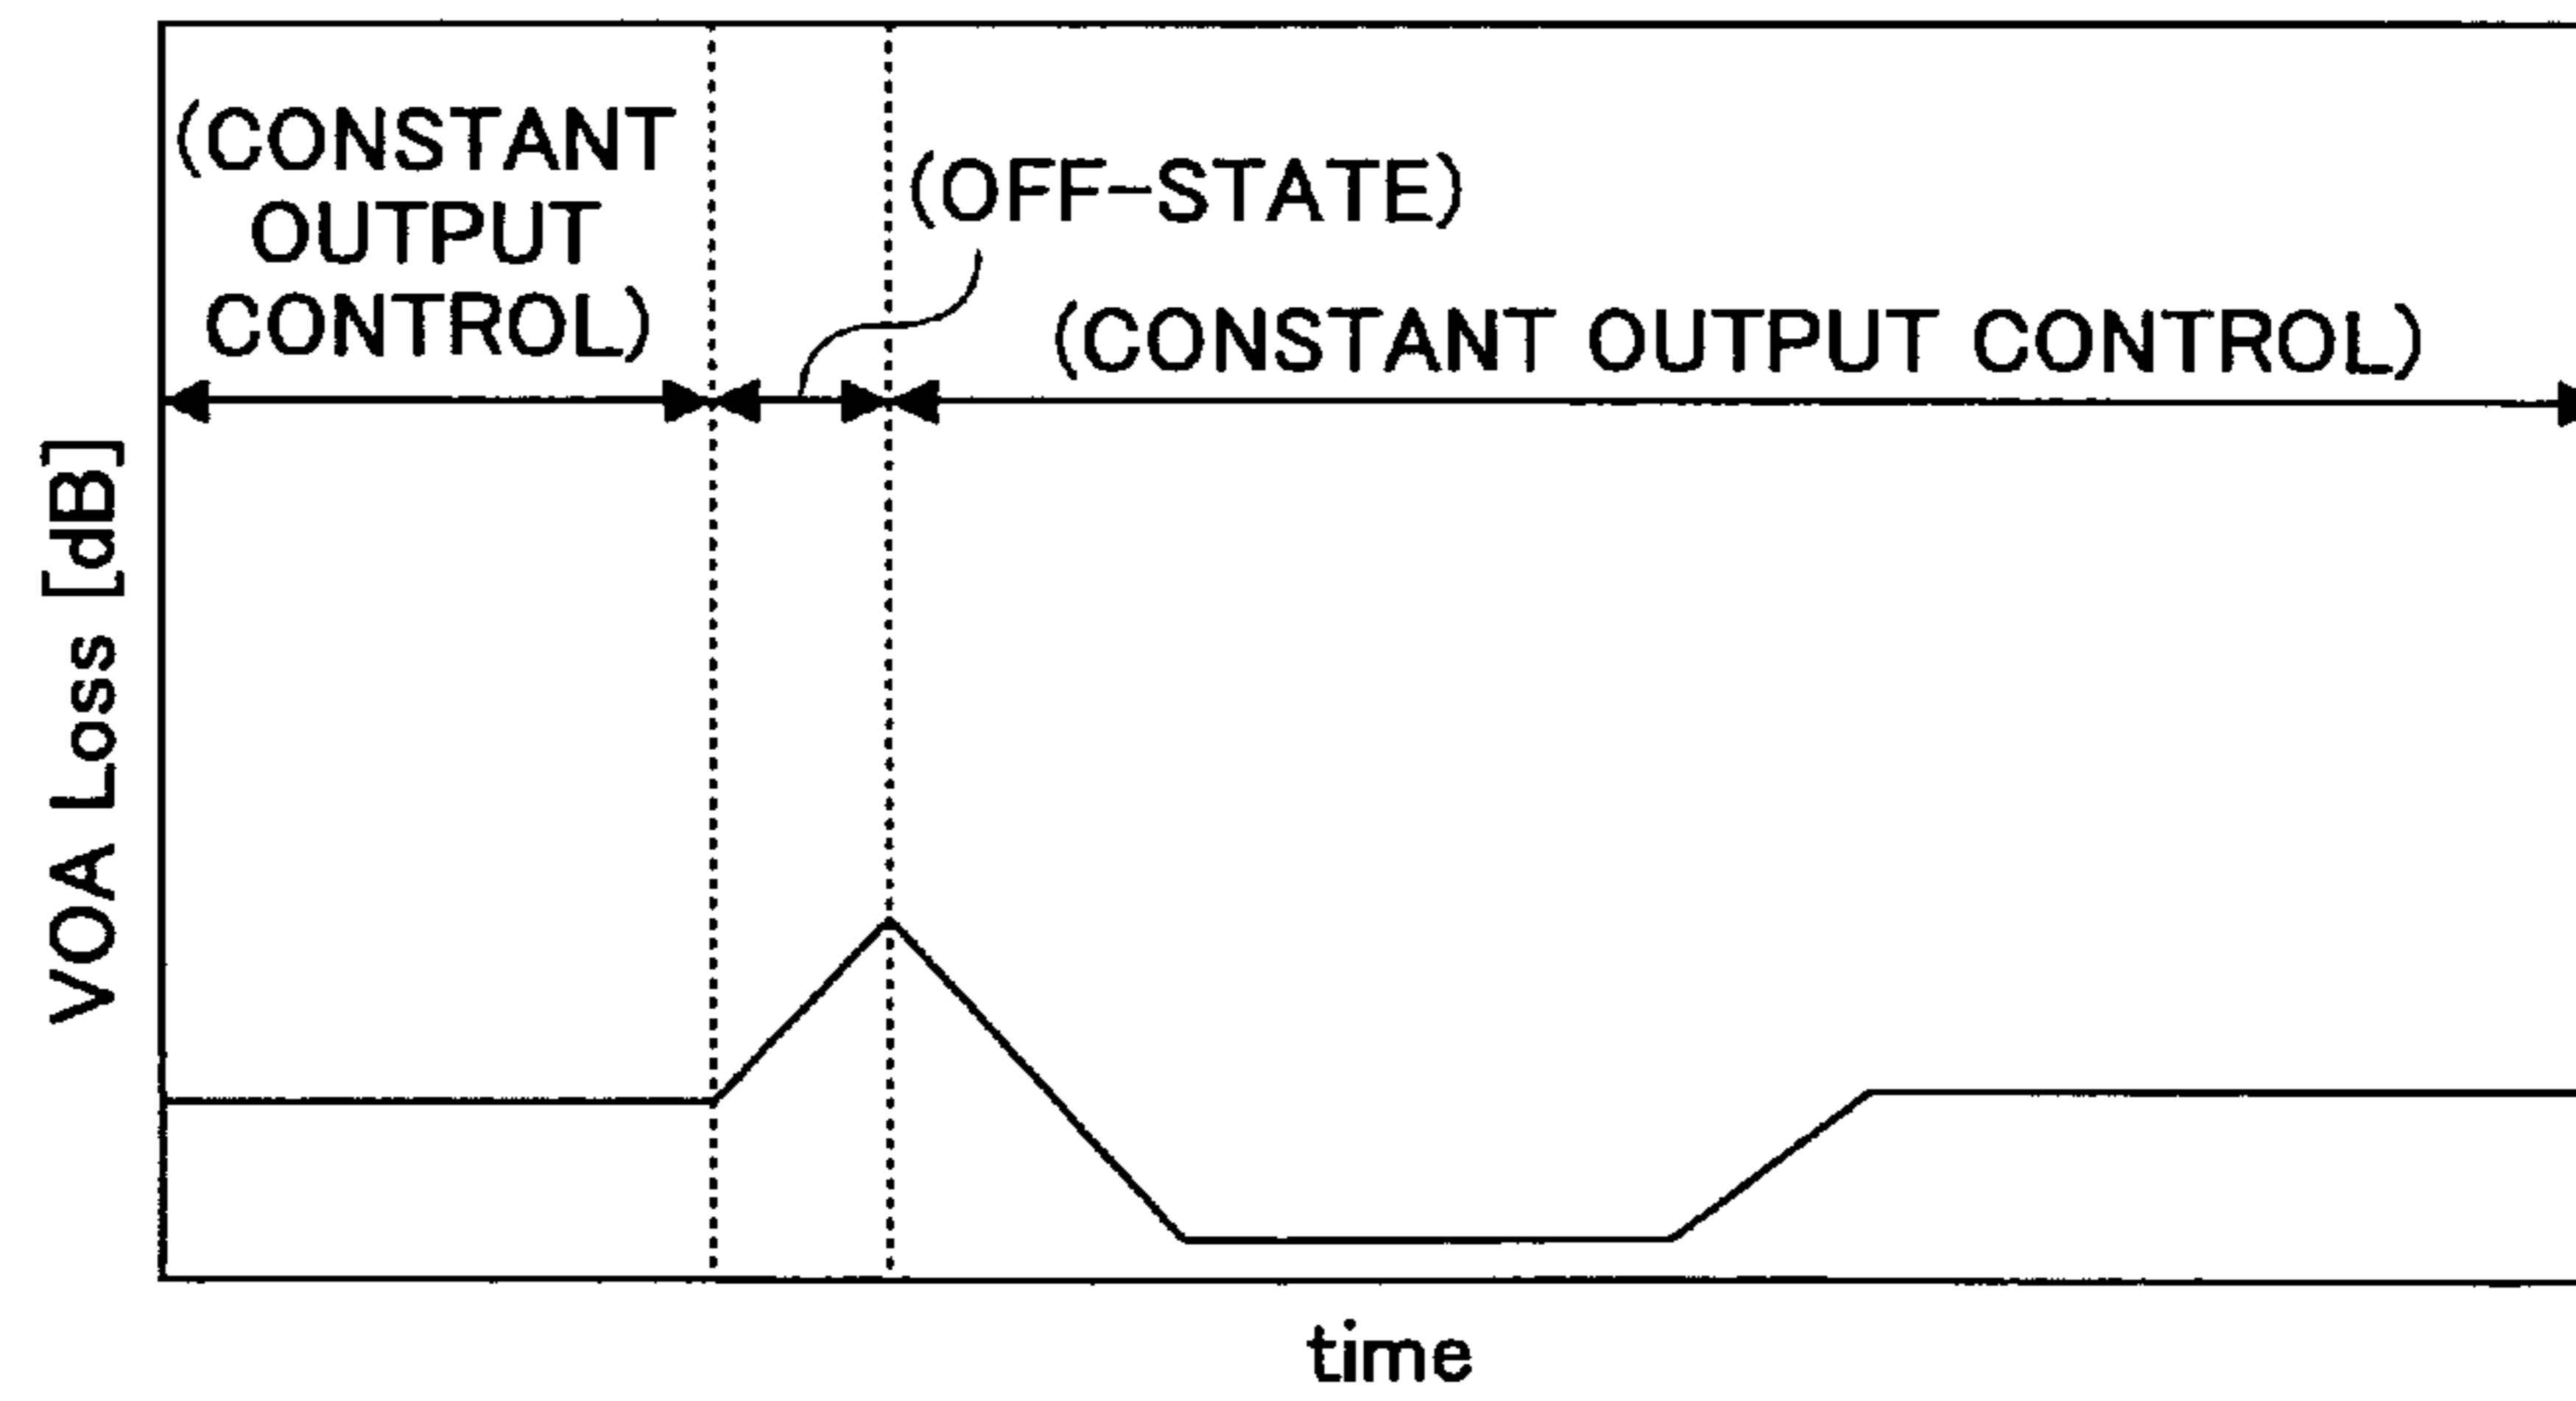 (CONSTANT
OUTPUT
CONTROL)
(OFF-STATE)
(CONSTANT OUTPUT CONTROL)
VOA Loss [dB]
time